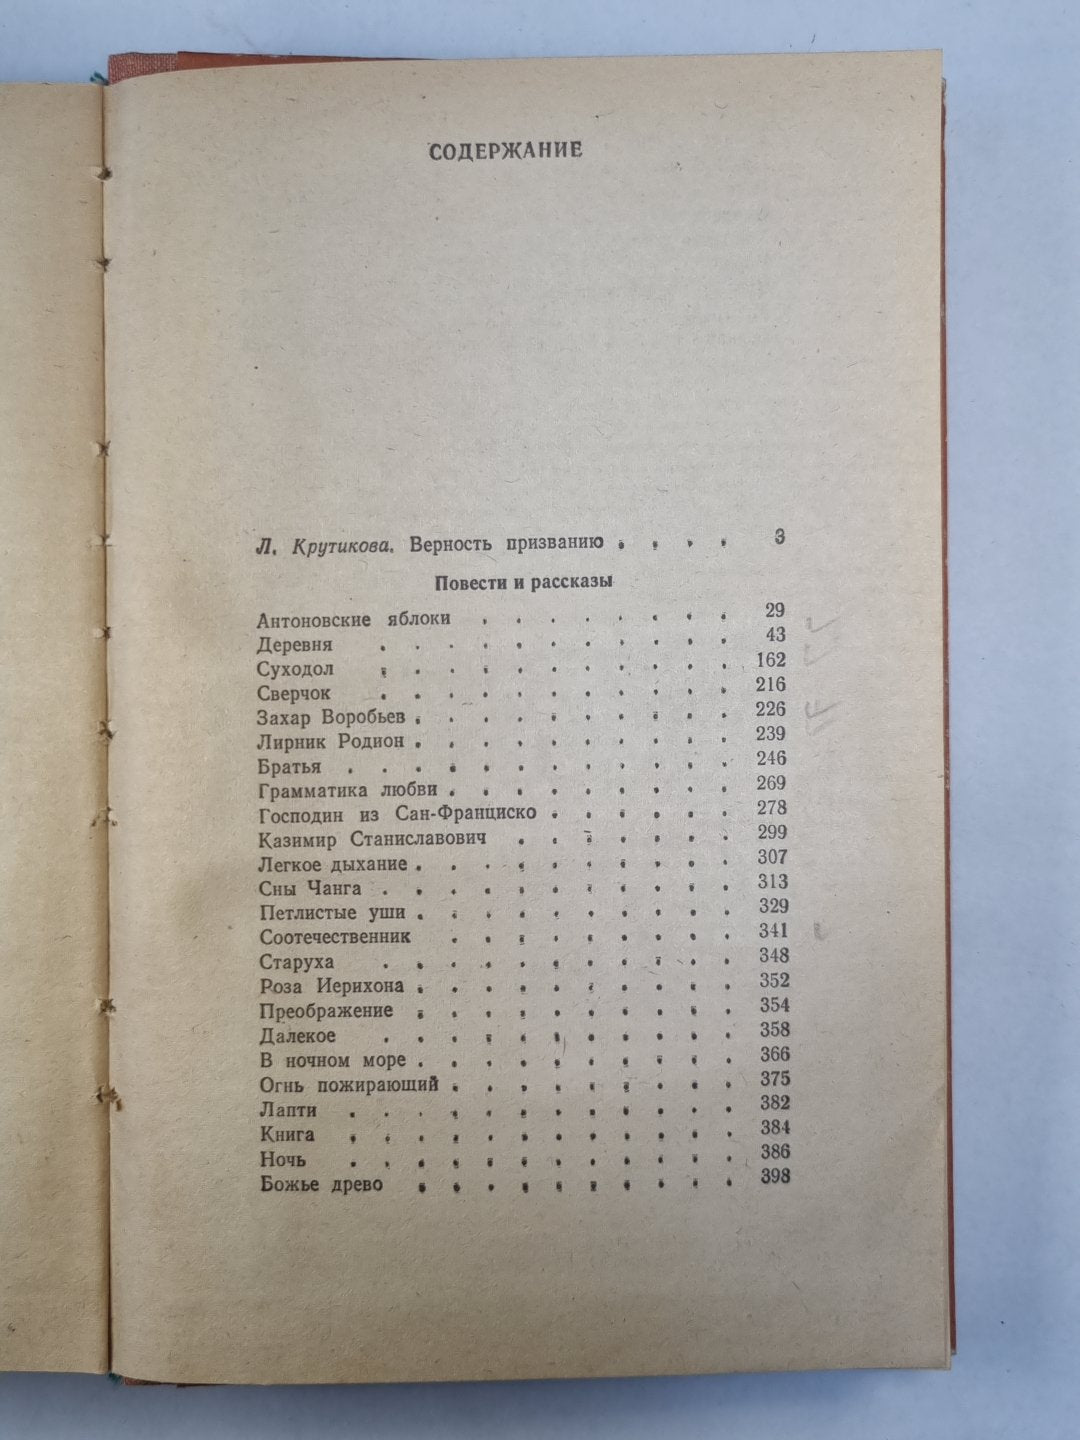 СОДЕРЖАНИЕ
Л. Крутикова. Верность призванию . . . . 3
Повести и рассказы
Антоновские яблоки . . . . . . . . 29
Деревня . . . . . . . . . . . 43
Суходол . . . . . . . . . . . 162
Сверчок . . . . . . . . . . . 216
Захар Воробьев . . . . . . . . . . 226
Лирник Родион . . . . . . . . . . 239
Братья . . . . . . . . . . . . 246
Грамматика любви . . . . . . . . . 269
Господин из Сан-Франциско . . . . . . 278
Казимир Станиславович . . . . . . . 299
Легкое дыхание . . . . . . . . . . 307
Сны Чанга . . . . . . . . . . . 313
Петлистые уши . . . . . . . . . . 329
Соотечественник . . . . . . . . . 341
Старуха . . . . . . . . . . . 348
Роза Иерихона . . . . . . . . . . 352
Преображение . . . . . . . . . . 354
Далекое . . . . . . . . . . . 358
В ночном море . . . . . . . . . . 366
Огнь пожирающий . . . . . . . . . 375
Лапти . . . . . . . . . . . . 382
Книга . . . . . . . . . . . . 384
Ночь . . . . . . . . . . . . 386
Божье древо . . . . . . . . . . 398